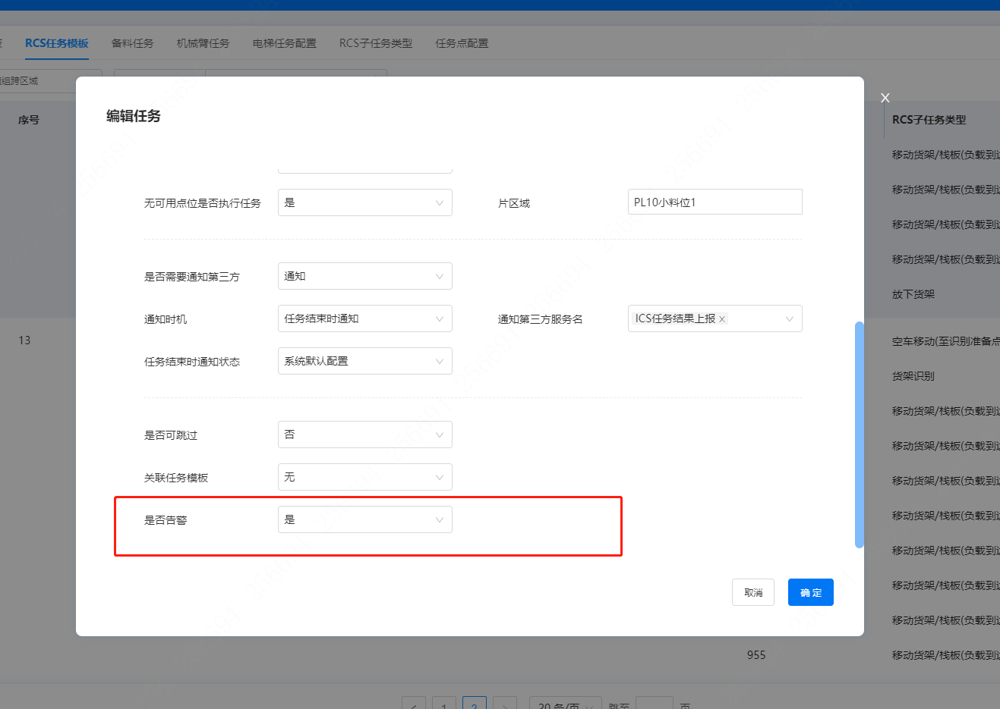 RCS任务模板 备料任务 机械臂任务 电梯任务配置 RCS子任务类型 任务点配置
组跨区域
X
编辑任务
序号
RCS子任务类型
移动货架/栈板(负载到达
移动货架/栈板(负载到达
无可用点位是否执行任务 是 片区域 PL10小料位1
移动货架/栈板(负载到达
移动货架/栈板(负载到达
是否需要通知第三方 通知
放下货架
通知时机 任务结束时通知 通知第三方服务名 ICS任务结果上报 ×
13
空车移动(至识别准备点
任务结束时通知状态 系统默认配置
货架识别
移动货架/栈板(负载到达
是否可跳过 否
移动货架/栈板(负载到达
关联任务模板 无
移动货架/栈板(负载到达
是否告警 是
移动货架/栈板(负载到达
移动货架/栈板(负载到达
取消 确定
移动货架/栈板(负载到达
移动货架/栈板(负载到达
955 移动货架/栈板(负载到达
< 1 2 > 20 条/页 跳至 页
256694